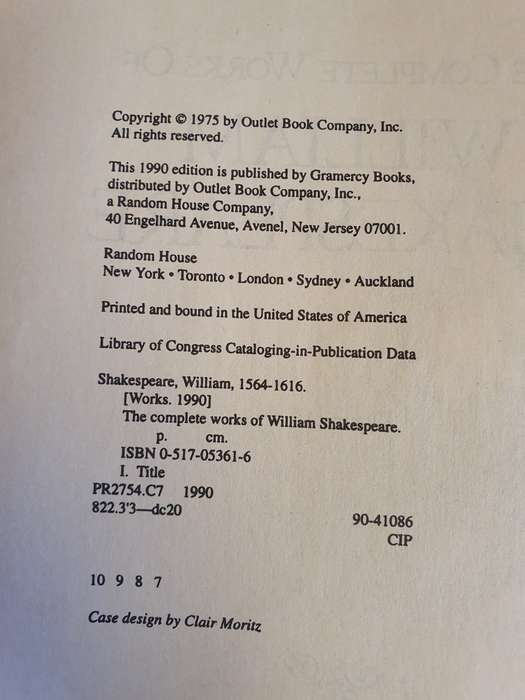 Copyright © 1975 by Outlet Book Company, Inc.
All rights reserved.
This 1990 edition is published by Gramercy Books,
distributed by Outlet Book Company, Inc.,
a Random House Company,
40 Engelhard Avenue, Avenel, New Jersey 07001.
Random House
New York • Toronto • London • Sydney • Auckland
Printed and bound in the United States of America
Library of Congress Cataloging-in-Publication Data
Shakespeare, William, 1564-1616.
[Works. 1990]
The complete works of William Shakespeare.
p. cm.
ISBN 0-517-05361-6
I. Title
PR2754.C7 1990
822.3'3—dc20
90-41086
CIP
10 9 8 7
Case design by Clair Moritz